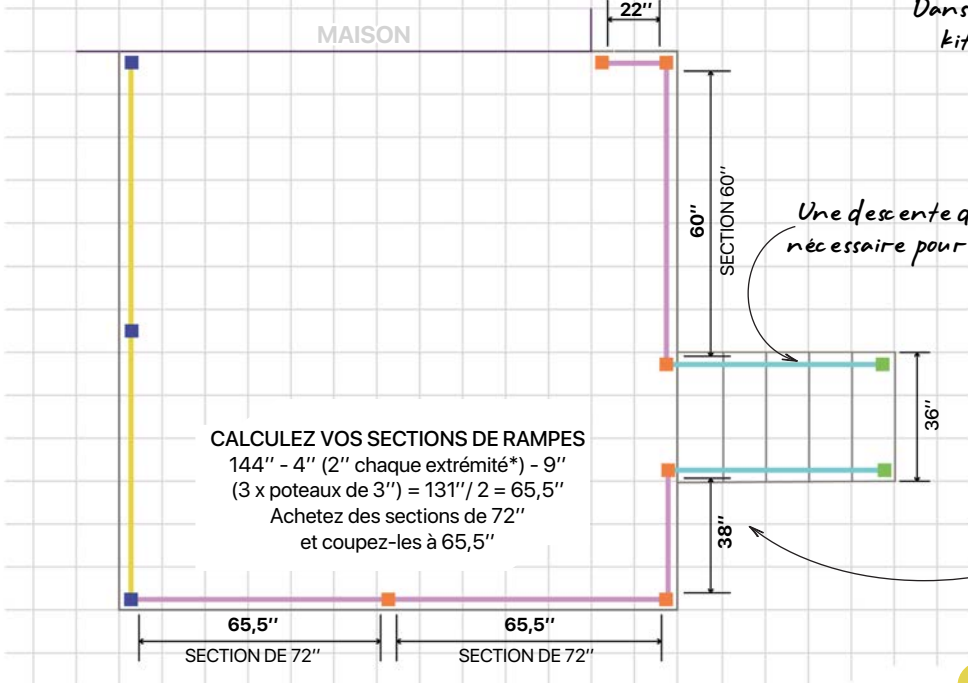 22''
Dans
kit
MAISON
60''
SECTION 60''
Une descente d
nécessaire pour
36''
CALCULEZ VOS SECTIONS DE RAMPES
144'' - 4'' (2'' chaque extrémité*) - 9''
(3 x poteaux de 3'') = 131''/ 2 = 65,5''
Achetez des sections de 72''
et coupez-les à 65,5''
38''
65,5''
65,5''
SECTION DE 72''
SECTION DE 72''